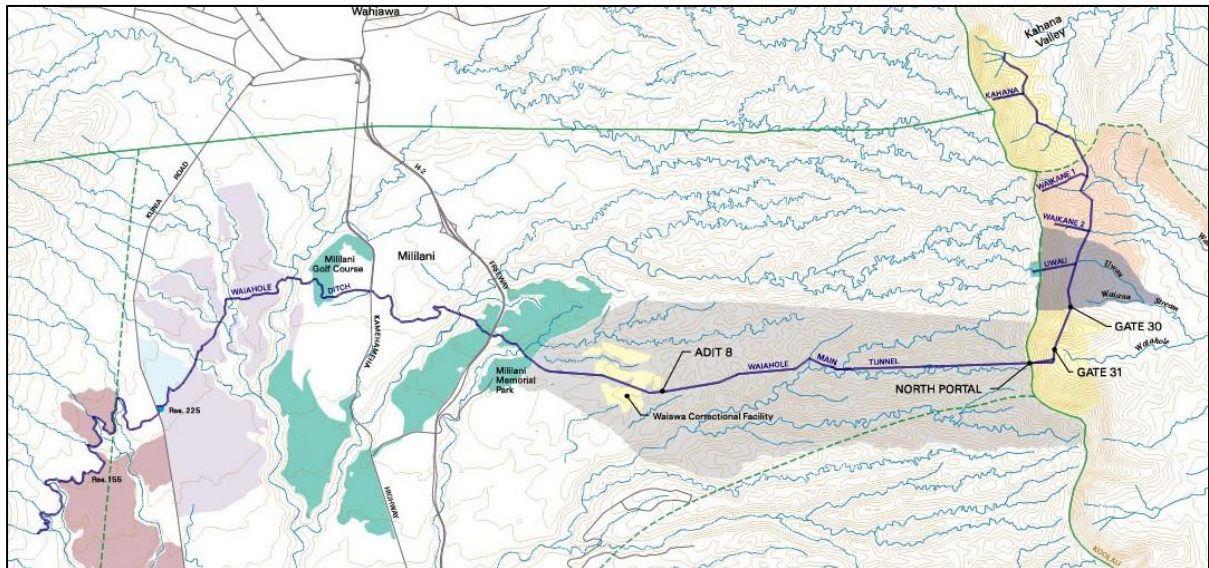 Wahiawa
Kahana
Valley
KAHANA
H-2
KUNIA ROAD
WAIKANE 1
WAIKANE 2
Mililani
Golf Course
Mililani
FREEWAY
UWAU
Uwau
Waianu Stream
WAIAHOLE DITCH
GATE 30
Waiahole
KAMEHAMEHA
ADIT 8
GATE 31
WAIAHOLE MAIN TUNNEL
NORTH PORTAL
Mililani
Memorial
Park
Res. 225
Waiawa Correctional Facility
Res. 155
HIGHWAY
KOOLAU